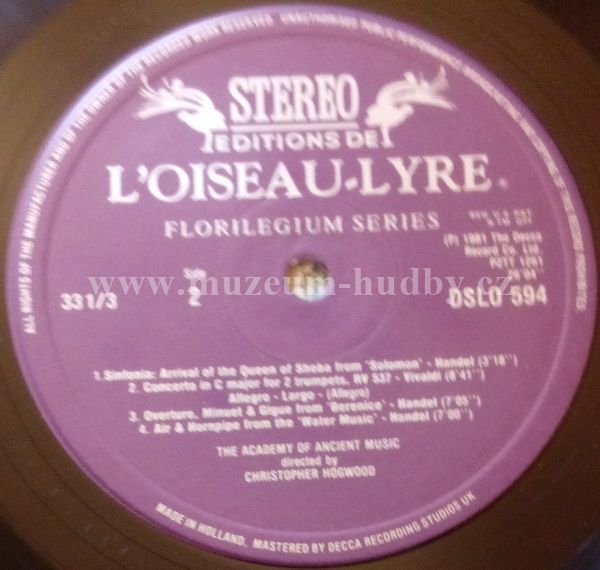 ALL RIGHTS OF THE MANUFACTURER AND OF THE OWNER OF THE RECORDED WORK RESERVED. UNAUTHORISED PUBLIC PERFORMANCE,
STEREO
EDITIONS DE
L'OISEAU-LYRE
FLORILEGIUM SERIES
(P) 1981 The Decca
Record Co. Ltd.
www.muzeum-hudby.cz
33 1/3
Side
2
DSLO 594
1. Sinfonia: Arrival of the Queen of Sheba from 'Solomon' - Handel (3'18'')
2. Concerto in C major for 2 trumpets, RV 537 - Vivaldi (8'41'')
Allegro - Largo - (Allegro)
3. Overture, Minuet & Gigue from 'Berenice' - Handel (7'05'')
4. Air & Hornpipe from the 'Water Music' - Handel (7'00'')
THE ACADEMY OF ANCIENT MUSIC
directed by
CHRISTOPHER HOGWOOD
MADE IN HOLLAND. MASTERED BY DECCA RECORDING STUDIOS UK